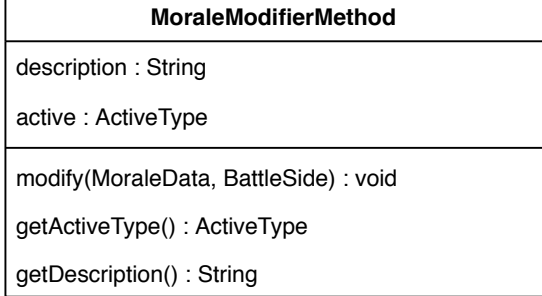 MoraleModifierMethod
description : String
active : ActiveType
modify(MoraleData, BattleSide) : void
getActiveType() : ActiveType
getDescription() : String